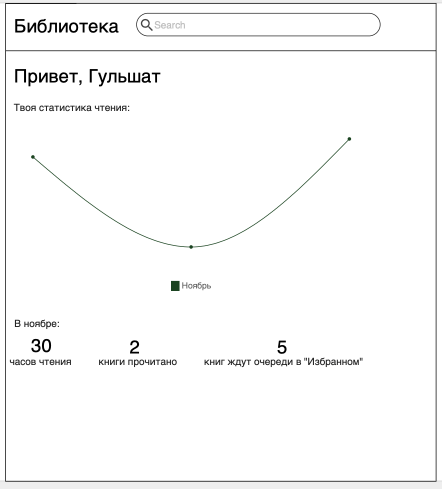 Библиотека
Search
Привет, Гульшат
Твоя статистика чтения:
Ноябрь
В ноябре:
30 2 5
часов чтения книги прочитано книг ждут очереди в "Избранном"